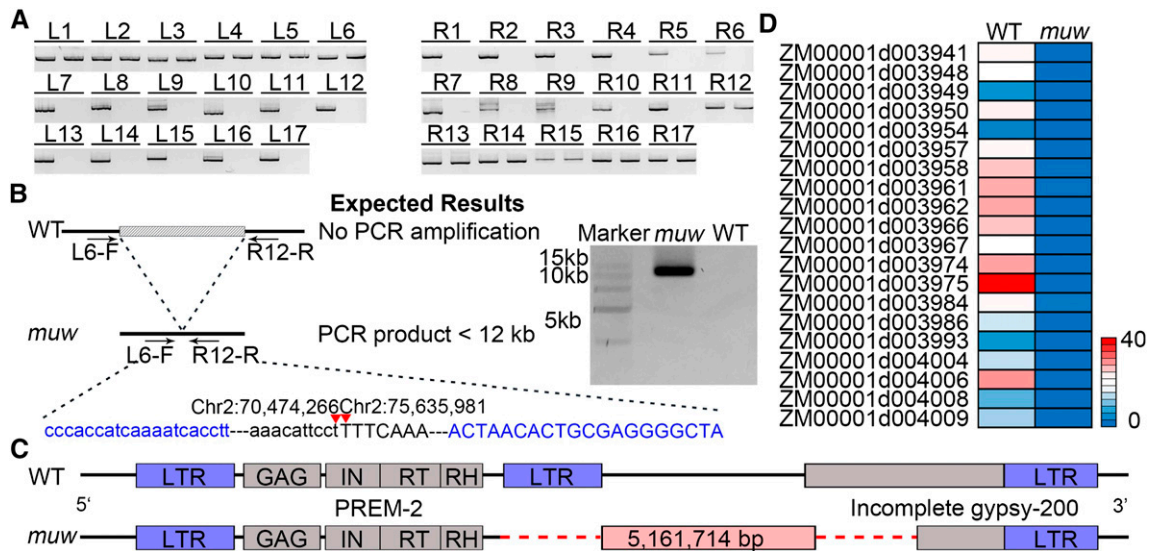 A
L1 L2 L3 L4 L5 L6
L7 L8 L9 L10 L11 L12
L13 L14 L15 L16 L17
R1 R2 R3 R4 R5 R6
R7 R8 R9 R10 R11 R12
R13 R14 R15 R16 R17
B
Expected Results
WT
No PCR amplification
L6-F
R12-R
muw
PCR product < 12 kb
L6-F
R12-R
Marker muw WT
15kb
10kb
5kb
Chr2:70,474,266Chr2:75,635,981
cccaccatcaaaatcacctt---aaacattcctTTTTCAAA---ACTAACACTGCGAGGGGCTA
C
WT
LTR GAG IN RT RH LTR LTR
5‘ PREM-2 Incomplete gypsy-200 3’
muw
LTR GAG IN RT RH 5,161,714 bp LTR
D
WT muw
ZM00001d003941
ZM00001d003948
ZM00001d003949
ZM00001d003950
ZM00001d003954
ZM00001d003957
ZM00001d003958
ZM00001d003961
ZM00001d003962
ZM00001d003966
ZM00001d003967
ZM00001d003974
ZM00001d003975
ZM00001d003984
ZM00001d003986
ZM00001d003993
ZM00001d004004
ZM00001d004006
ZM00001d004008
ZM00001d004009
40
0